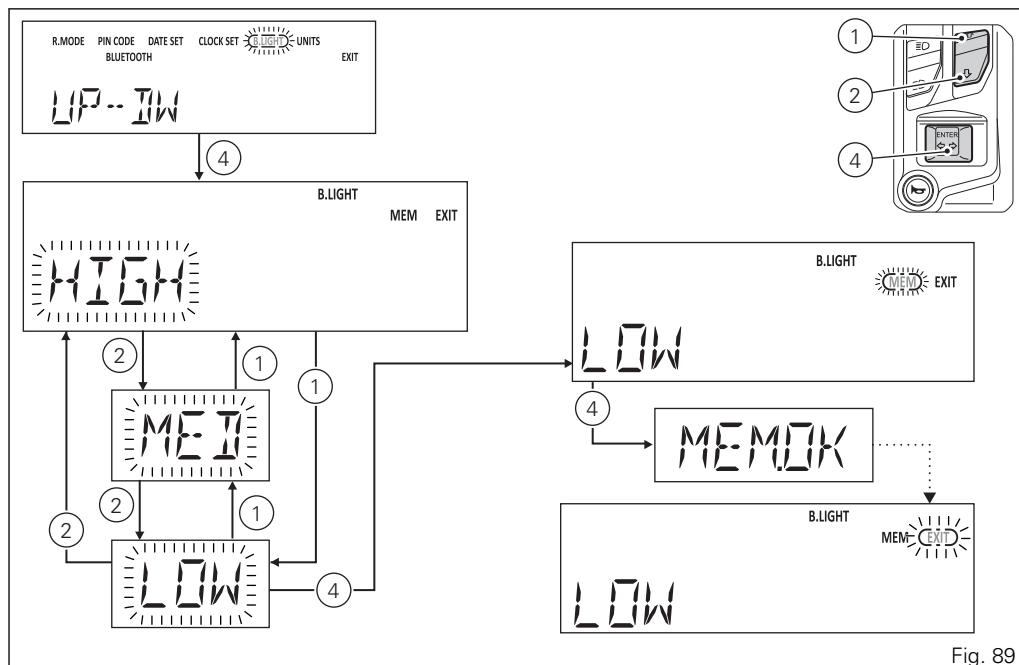 R.MODE PIN CODE DATE SET CLOCK SET B.LIGHT UNITS
BLUETOOTH EXIT
UP--DW
4
B.LIGHT
MEM EXIT
HIGH
2
1
1
MED
2
1
2
LOW
4
1
2
4
ENTER
B.LIGHT
MEM EXIT
LOW
4
MEM.OK
B.LIGHT
MEM EXIT
LOW
Fig. 89